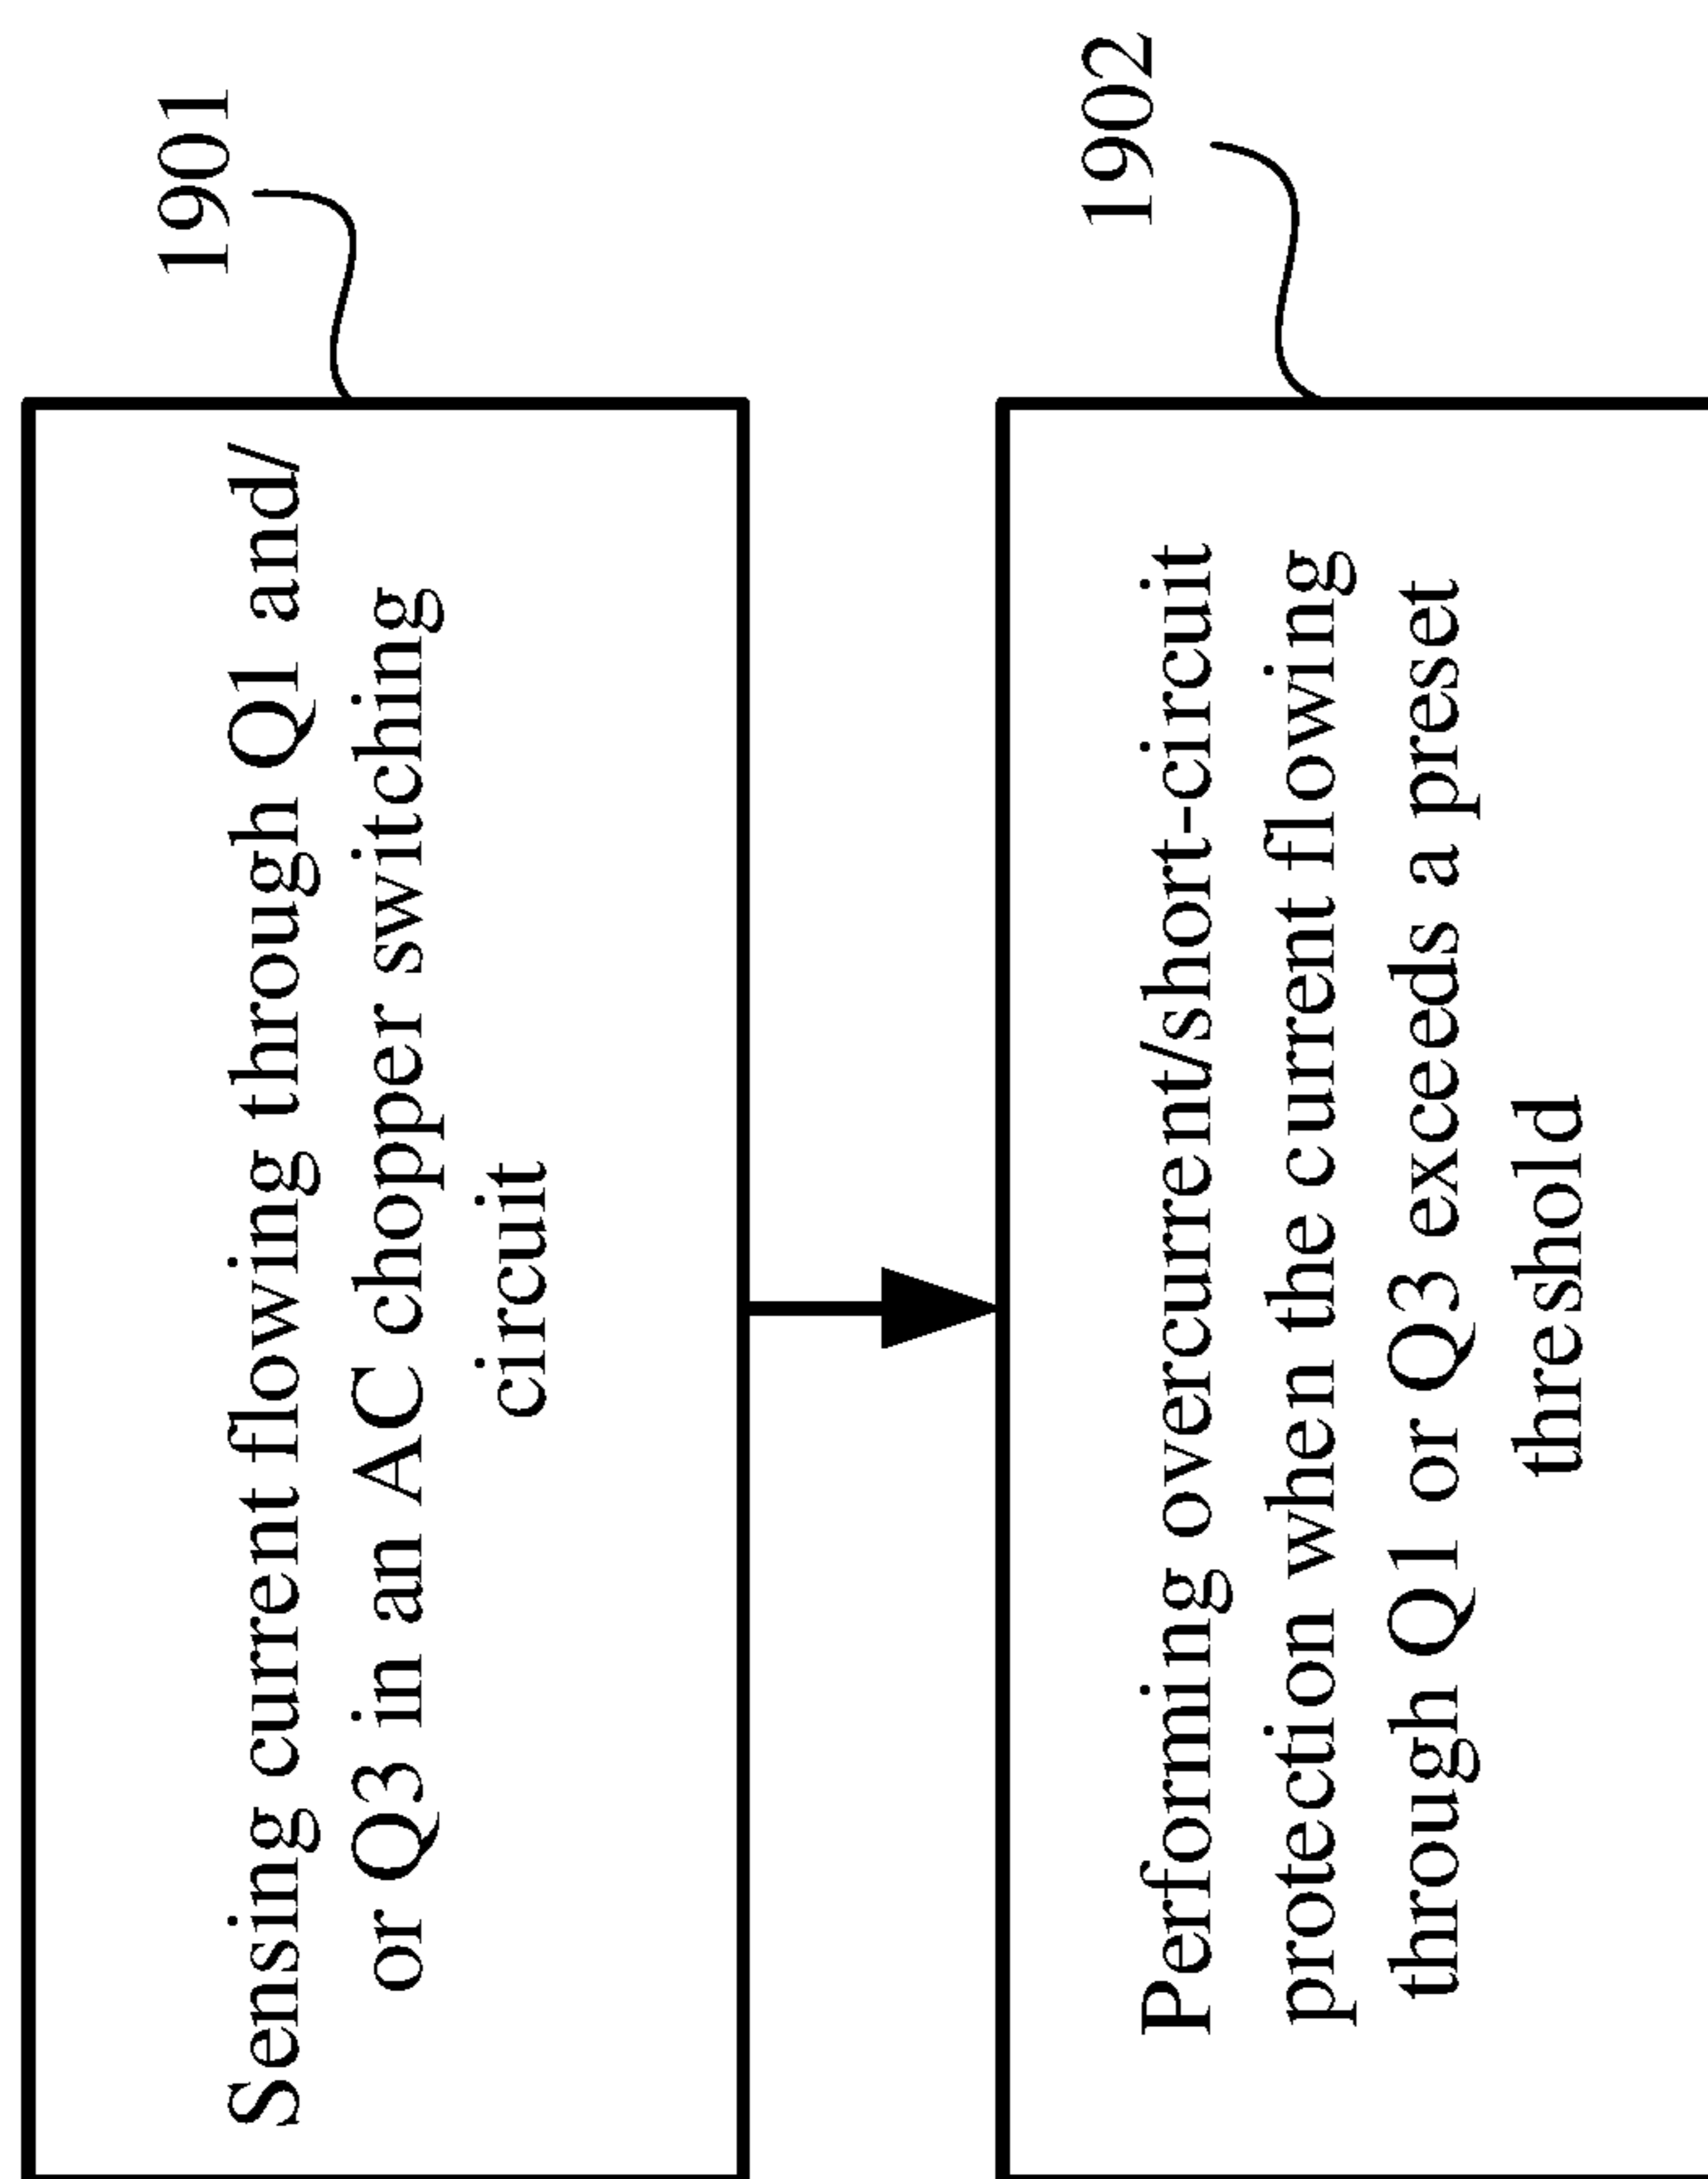 Sensing current flowing through Q1 and/
or Q3 in an AC chopper switching
circuit
1901
Performing overcurrent/short-circuit
protection when the current flowing
through Q1 or Q3 exceeds a preset
threshold
1902